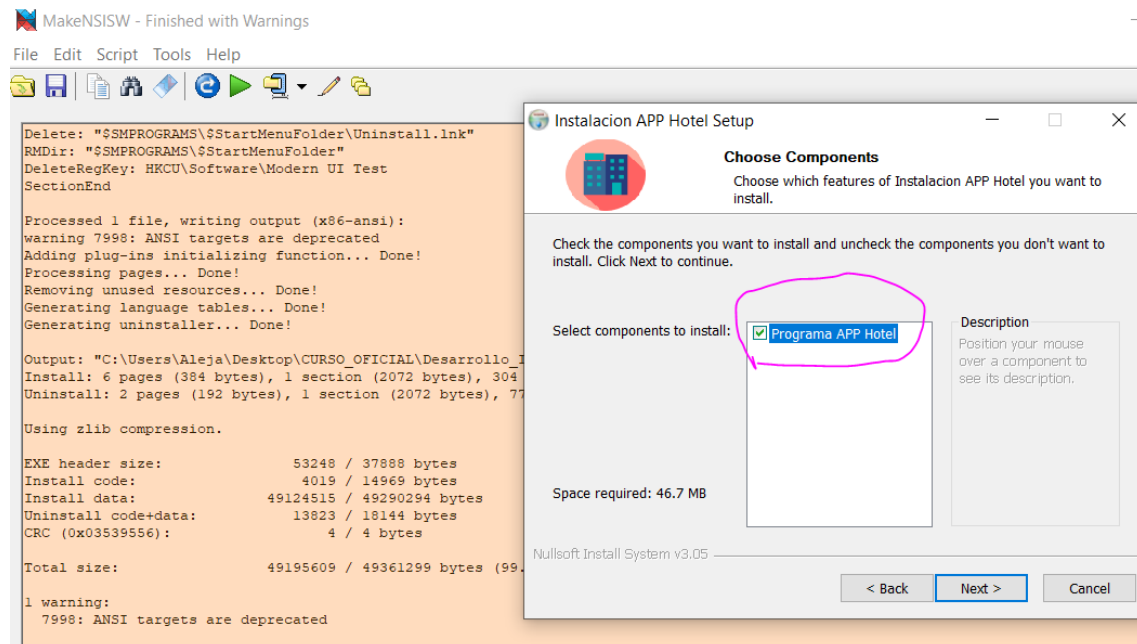 MakeNSISW - Finished with Warnings
File Edit Script Tools Help
Delete: "$SMPROGRAMS\$StartMenuFolder\Uninstall.lnk"
RMDir: "$SMPROGRAMS\$StartMenuFolder"
DeleteRegKey: HKCU\Software\Modern UI Test
SectionEnd
Processed 1 file, writing output (x86-ansi):
warning 7998: ANSI targets are deprecated
Adding plug-ins initializing function... Done!
Processing pages... Done!
Removing unused resources... Done!
Generating language tables... Done!
Generating uninstaller... Done!
Output: "C:\Users\Aleja\Desktop\CURSO_OFICIAL\Desarrollo_I
Install: 6 pages (384 bytes), 1 section (2072 bytes), 304
Uninstall: 2 pages (192 bytes), 1 section (2072 bytes), 77
Using zlib compression.
EXE header size: 53248 / 37888 bytes
Install code: 4019 / 14969 bytes
Install data: 49124515 / 49290294 bytes
Uninstall code+data: 13823 / 18144 bytes
CRC (0x03539556): 4 / 4 bytes
Total size: 49195609 / 49361299 bytes (99.
1 warning:
7998: ANSI targets are deprecated
Instalacion APP Hotel Setup
Choose Components
Choose which features of Instalacion APP Hotel you want to
install.
Check the components you want to install and uncheck the components you don't want to
install. Click Next to continue.
Select components to install:
Programa APP Hotel
Description
Position your mouse
over a component to
see its description.
Space required: 46.7 MB
Nullsoft Install System v3.05
< Back Next > Cancel